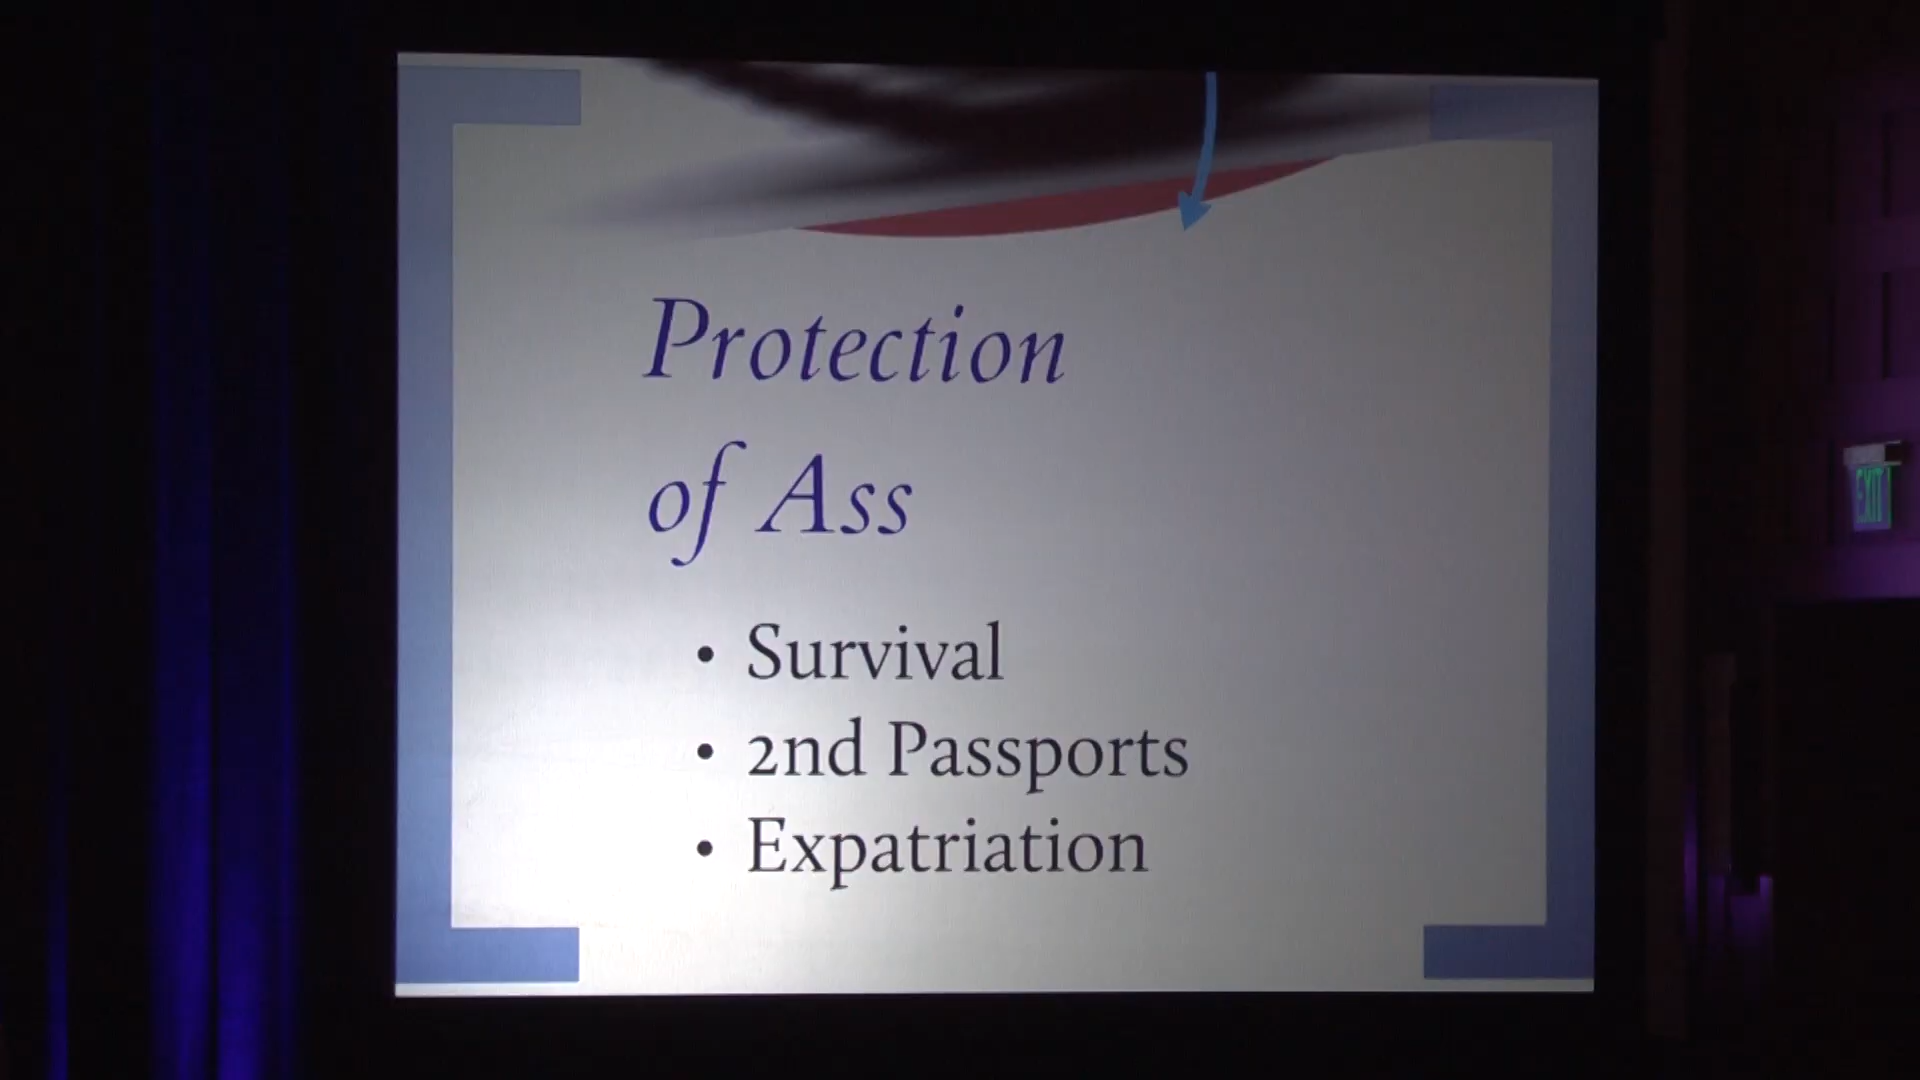 Protection
of Ass
• Survival
• 2nd Passports
• Expatriation
EXIT